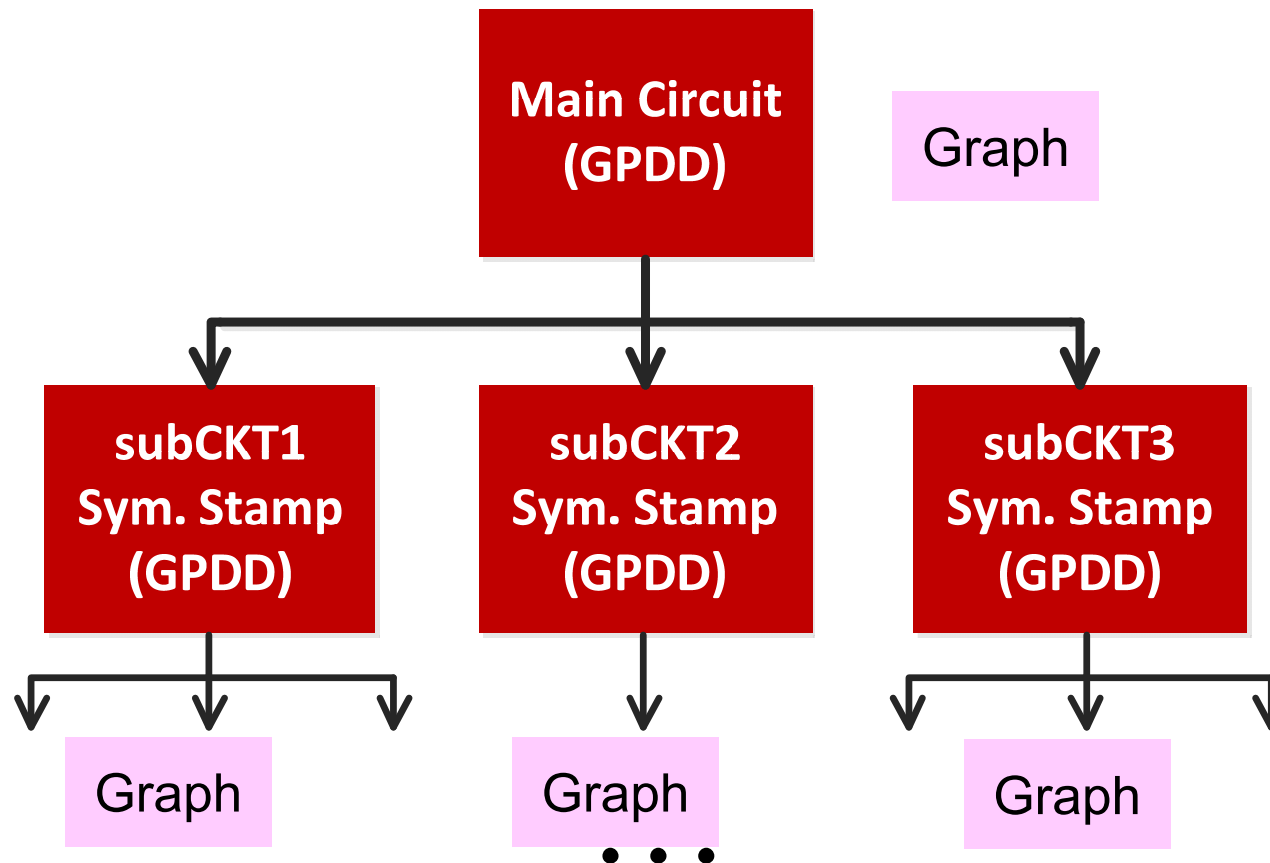 Main Circuit
(GPDD)
Graph
subCKT1
Sym. Stamp
(GPDD)
subCKT2
Sym. Stamp
(GPDD)
subCKT3
Sym. Stamp
(GPDD)
Graph
Graph
Graph
• • •